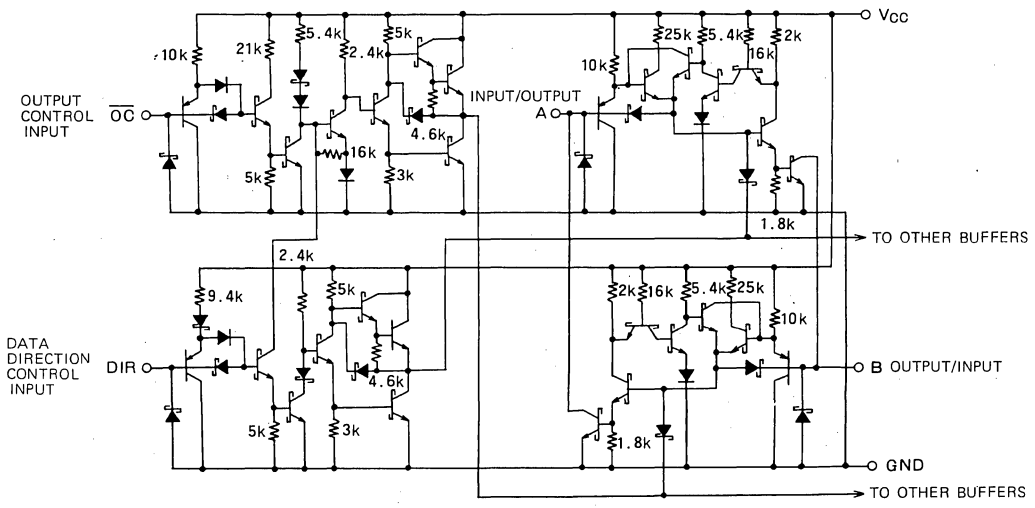 VCC
10k
21k
5.4k
2.4k
5k
4.6k
16k
5k
3k
OUTPUT
CONTROL
INPUT
OC
INPUT/OUTPUT
A
10k
25k
5.4k
16k
2k
1.8k
TO OTHER BUFFERS
2.4k
9.4k
5k
4.6k
5k
3k
DATA
DIRECTION
CONTROL
INPUT
DIR
2k
16k
5.4k
25k
10k
1.8k
B OUTPUT/INPUT
GND
TO OTHER BUFFERS